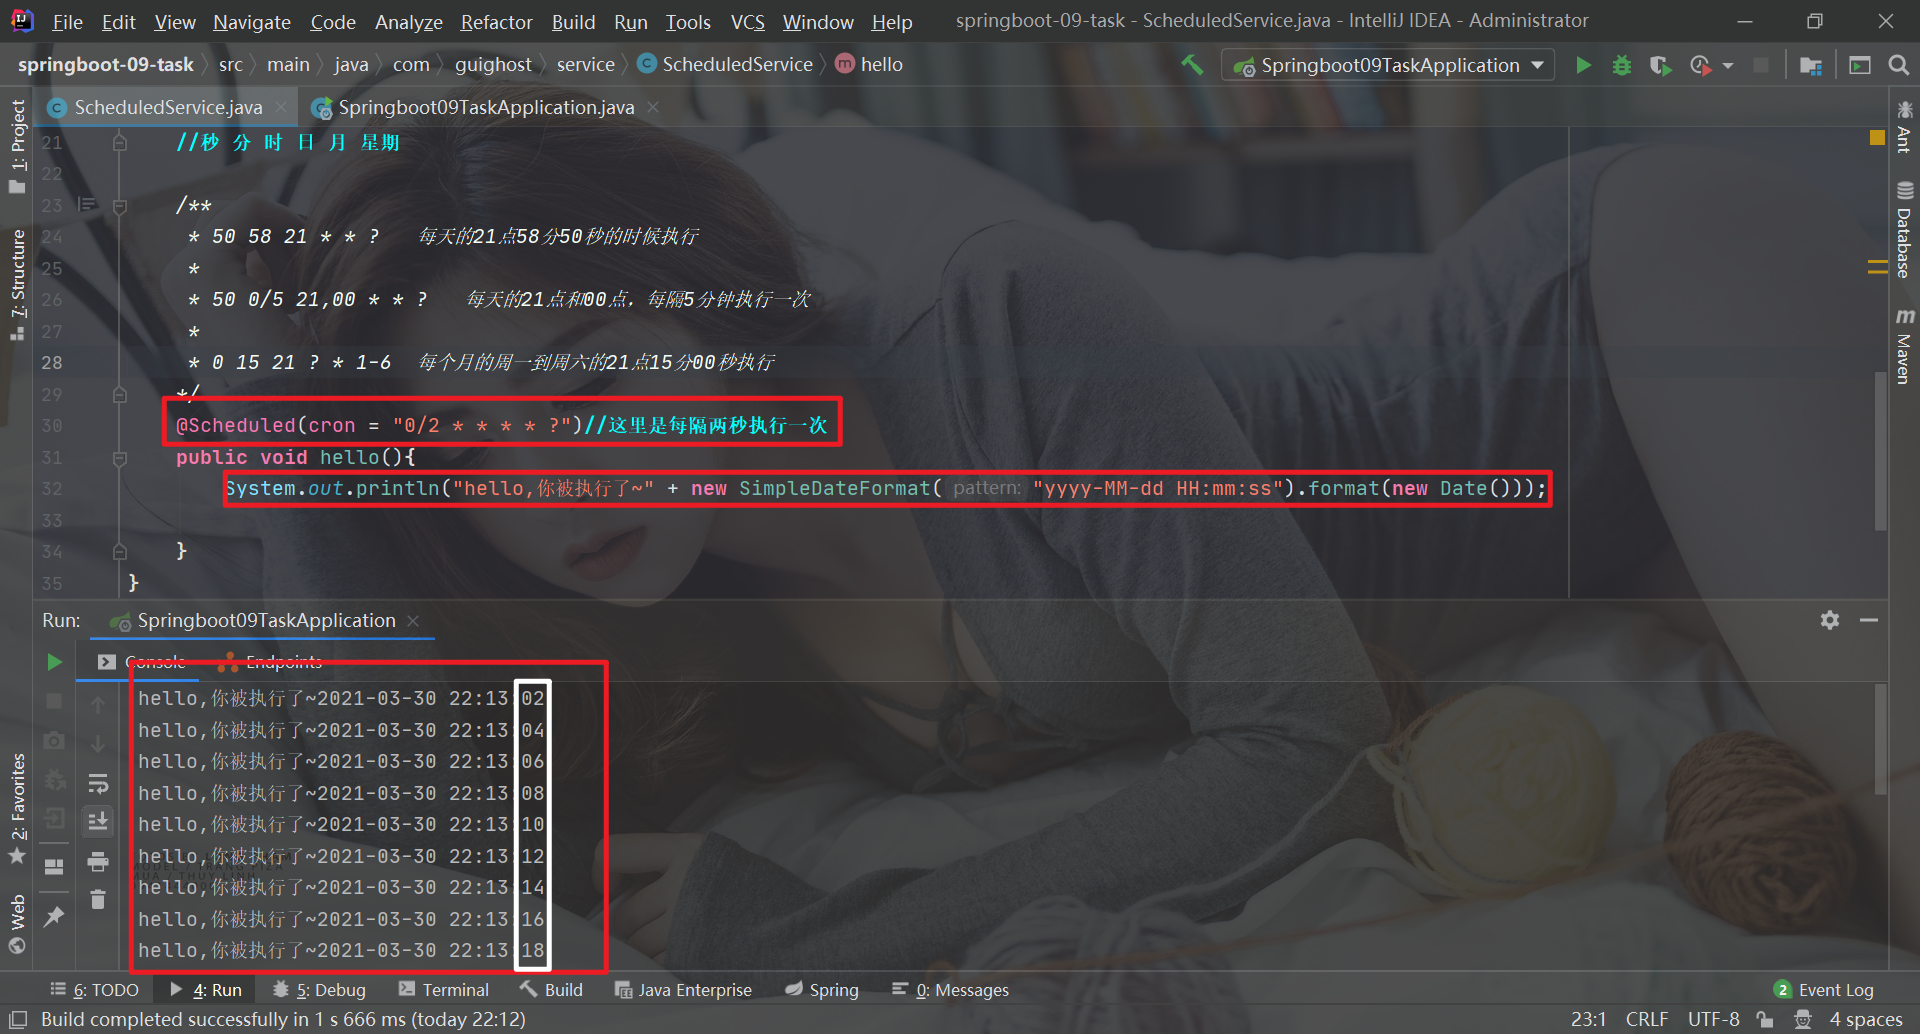 File Edit View Navigate Code Analyze Refactor Build Run Tools VCS Window Help springboot-09-task - ScheduledService.java - IntelliJ IDEA - Administrator
springboot-09-task src main java com guighost service ScheduledService hello Springboot09TaskApplication
ScheduledService.java Springboot09TaskApplication.java
1: Project
7: Structure
2: Favorites
Web
Ant
Database
Maven
21 //秒 分 时 日 月 星期
22
23 /**
24 * 50 58 21 * * ? 每天的21点58分50秒的时候执行
25 *
26 * 50 0/5 21,00 * * ? 每天的21点和00点，每隔5分钟执行一次
27 *
28 * 0 15 21 ? * 1-6 每个月的周一到周六的21点15分00秒执行
29 */
30 @Scheduled(cron = "0/2 * * * * ?")//这里是每隔两秒执行一次
31 public void hello(){
32 System.out.println("hello,你被执行了~" + new SimpleDateFormat( pattern: "yyyy-MM-dd HH:mm:ss").format(new Date()));
33
34 }
35 }
Run: Springboot09TaskApplication
Console Endpoints
hello,你被执行了~2021-03-30 22:13:02
hello,你被执行了~2021-03-30 22:13:04
hello,你被执行了~2021-03-30 22:13:06
hello,你被执行了~2021-03-30 22:13:08
hello,你被执行了~2021-03-30 22:13:10
hello,你被执行了~2021-03-30 22:13:12
hello,你被执行了~2021-03-30 22:13:14
hello,你被执行了~2021-03-30 22:13:16
hello,你被执行了~2021-03-30 22:13:18
6: TODO 4: Run 5: Debug Terminal Build Java Enterprise Spring 0: Messages 2 Event Log
Build completed successfully in 1 s 666 ms (today 22:12) 23:1 CRLF UTF-8 4 spaces